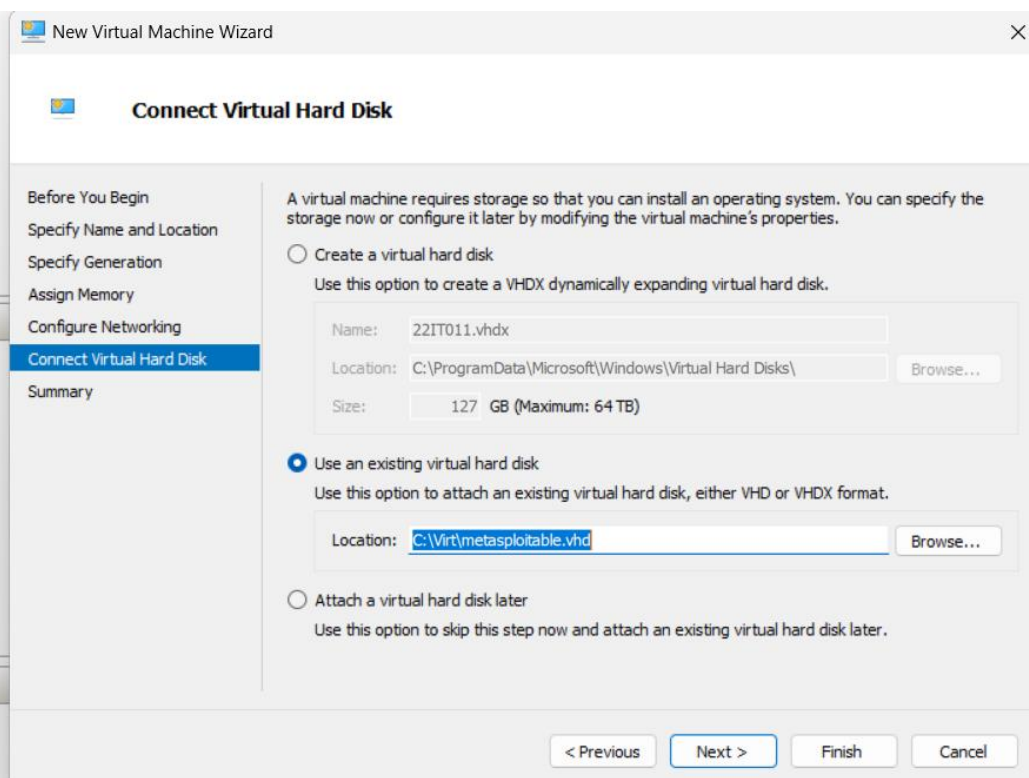 New Virtual Machine Wizard
Connect Virtual Hard Disk
Before You Begin
Specify Name and Location
Specify Generation
Assign Memory
Configure Networking
Connect Virtual Hard Disk
Summary
A virtual machine requires storage so that you can install an operating system. You can specify the
storage now or configure it later by modifying the virtual machine's properties.
Create a virtual hard disk
Use this option to create a VHDX dynamically expanding virtual hard disk.
Name: 22IT011.vhdx
Location: C:\ProgramData\Microsoft\Windows\Virtual Hard Disks\ Browse...
Size: 127 GB (Maximum: 64 TB)
Use an existing virtual hard disk
Use this option to attach an existing virtual hard disk, either VHD or VHDX format.
Location: C:\Virt\metasploitable.vhd Browse...
Attach a virtual hard disk later
Use this option to skip this step now and attach an existing virtual hard disk later.
< Previous Next > Finish Cancel